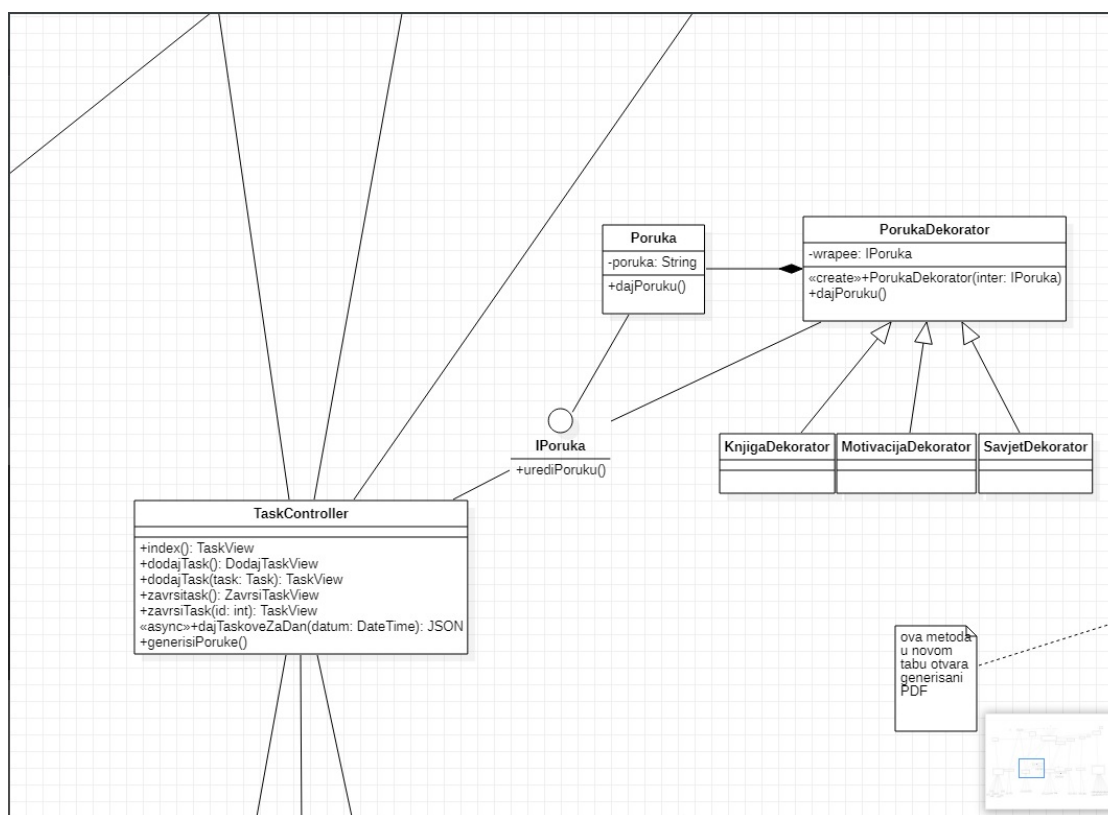 Poruka
-poruka: String
+dajPoruku()
PorukaDekorator
-wrapee: IPoruka
«create»+PorukaDekorator(inter: IPoruka)
+dajPoruku()
IPoruka
+urediPoruku()
KnjigaDekorator
MotivacijaDekorator
SavjetDekorator
TaskController
+index(): TaskView
+dodajTask(): DodajTaskView
+dodajTask(task: Task): TaskView
+zavrsitask(): ZavrsiTaskView
+zavrsiTask(id: int): TaskView
«async»+dajTaskoveZaDan(datum: DateTime): JSON
+generisiPoruke()
ova metoda
u novom
tabu otvara
generisani
PDF